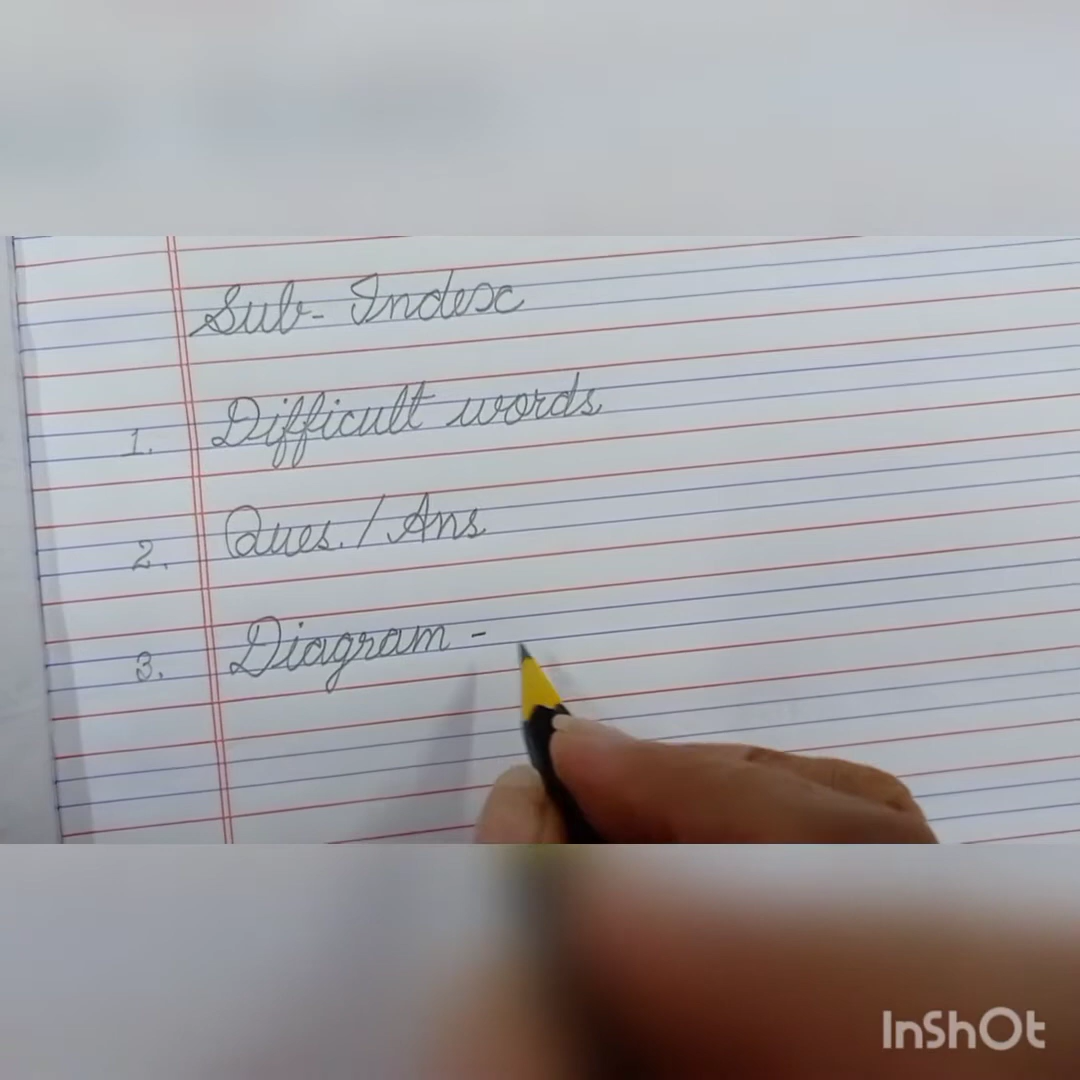 Sub- Index
1. Difficult words
2. Ques./Ans
3. Diagram -
InShOt